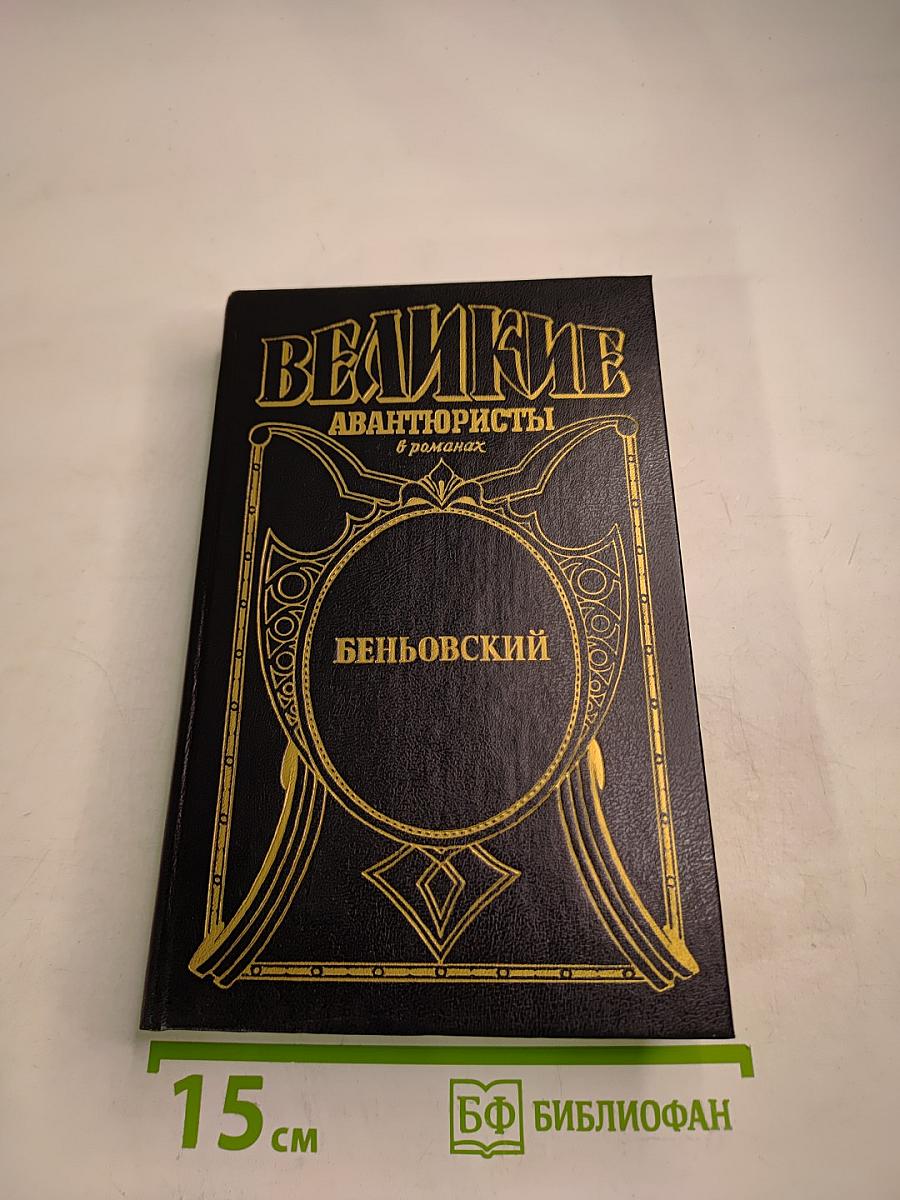 ВЕЛИКИЕ
АВАНТЮРИСТЫ
в романах
БЕНЬОВСКИЙ
15 см
БФ БИБЛИОФАН